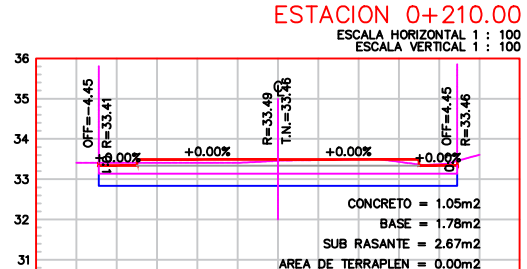 ESTACION 0+210.00
ESCALA HORIZONTAL 1 : 100
ESCALA VERTICAL 1 : 100
36
35
34
33
32
31
OFF=-4.45
R=33.41
R=33.49
T.N.=33.46
OFF=4.45
R=33.46
+0.00%
+0.00%
+0.00%
+0.00%
CONCRETO = 1.05m2
BASE = 1.78m2
SUB RASANTE = 2.67m2
AREA DE TERRAPLEN = 0.00m2